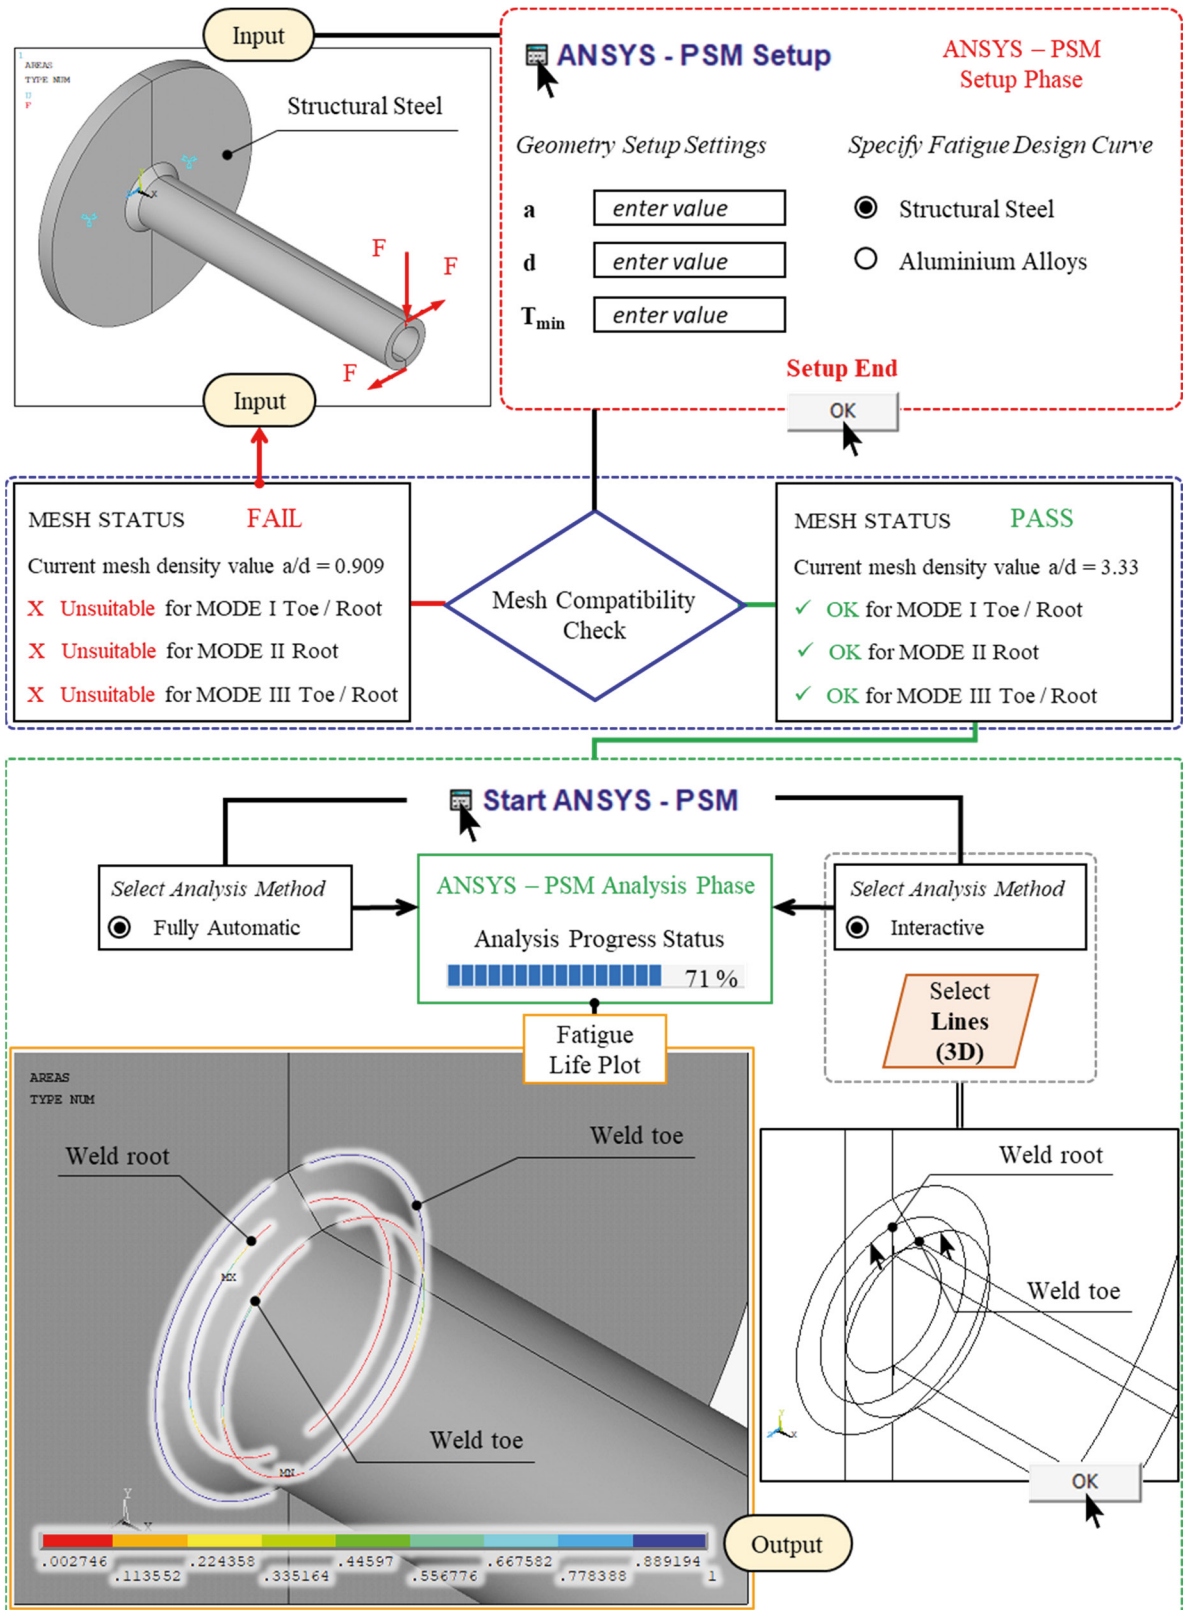 Input
1
AREAS
TYPE NUM
U
F
Structural Steel
F
F
F
X
Input
ANSYS - PSM Setup
ANSYS – PSM
Setup Phase
Geometry Setup Settings
Specify Fatigue Design Curve
a enter value
d enter value
Tmin enter value
Structural Steel
Aluminium Alloys
Setup End
OK
MESH STATUS FAIL
Current mesh density value a/d = 0.909
X Unsuitable for MODE I Toe / Root
X Unsuitable for MODE II Root
X Unsuitable for MODE III Toe / Root
Mesh Compatibility
Check
MESH STATUS PASS
Current mesh density value a/d = 3.33
✓ OK for MODE I Toe / Root
✓ OK for MODE II Root
✓ OK for MODE III Toe / Root
Start ANSYS - PSM
Select Analysis Method
Fully Automatic
ANSYS – PSM Analysis Phase
Analysis Progress Status
71 %
Select Analysis Method
Interactive
Select
Lines
(3D)
Fatigue
Life Plot
AREAS
TYPE NUM
Weld root
Weld toe
MX
Weld toe
MN
Y
X
.002746 .224358 .44597 .667582 .889194
.113552 .335164 .556776 .778388 1
Output
Weld root
Weld toe
Y
X
OK